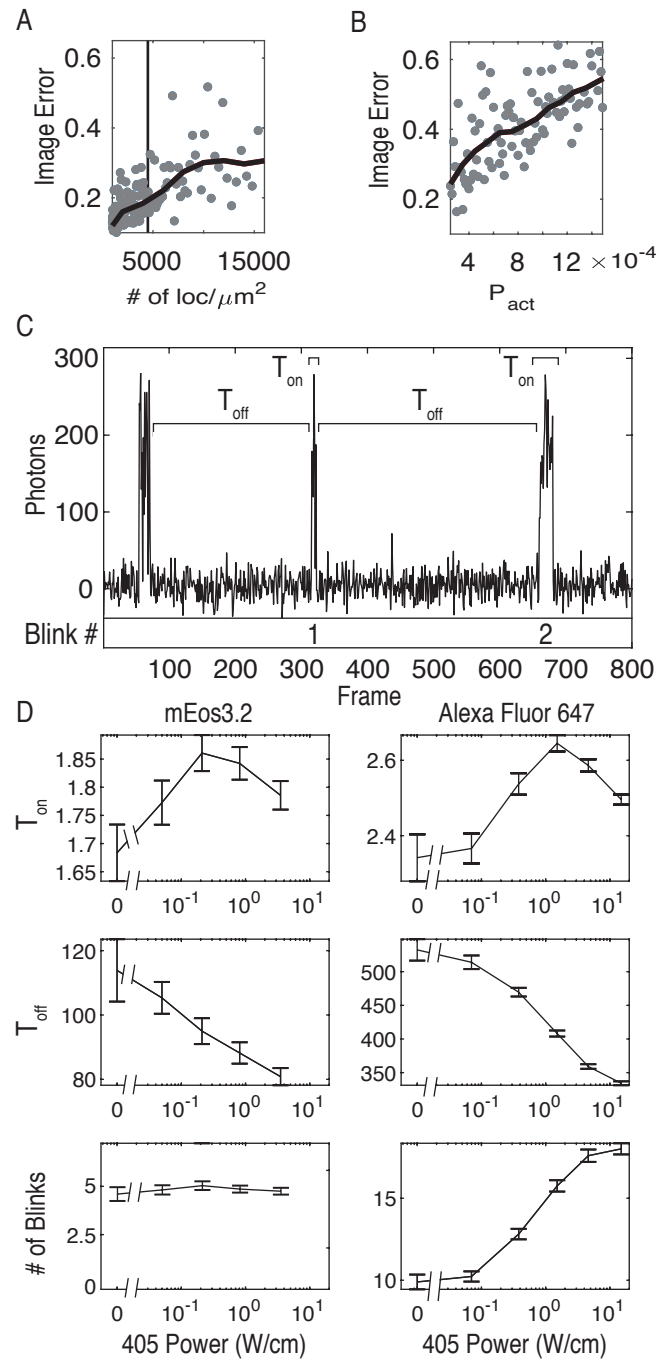 A
Image Error
0.6
0.4
0.2
5000 15000
# of loc/μm²
B
Image Error
0.6
0.4
0.2
4 8 12 ×10⁻⁴
P_act
C
Photons
300
200
100
0
T_on
T_off
T_off
T_on
Blink # 1 2
100 200 300 400 500 600 700 800
Frame
D
mEos3.2 Alexa Fluor 647
T_on
1.85
1.8
1.7
1.65
0 10⁻¹ 10⁰ 10¹
2.6
2.4
0 10⁻¹ 10⁰ 10¹
T_off
120
100
80
0 10⁻¹ 10⁰ 10¹
500
450
400
350
0 10⁻¹ 10⁰ 10¹
# of Blinks
5
2.5
0
0 10⁻¹ 10⁰ 10¹
405 Power (W/cm)
15
10
0 10⁻¹ 10⁰ 10¹
405 Power (W/cm)